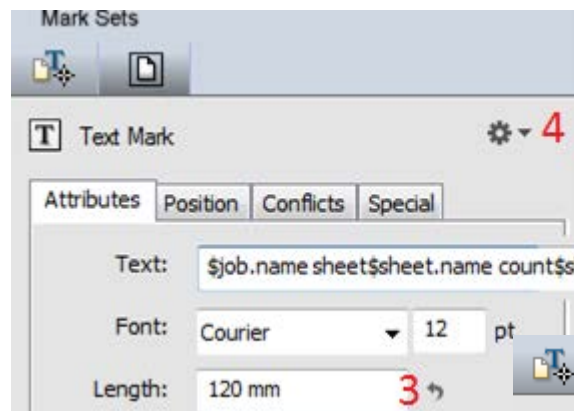 Mark Sets
T Text Mark 4
Attributes Position Conflicts Special
Text: $job.name sheet$sheet.name count$s
Font: Courier 12 pt
Length: 120 mm 3